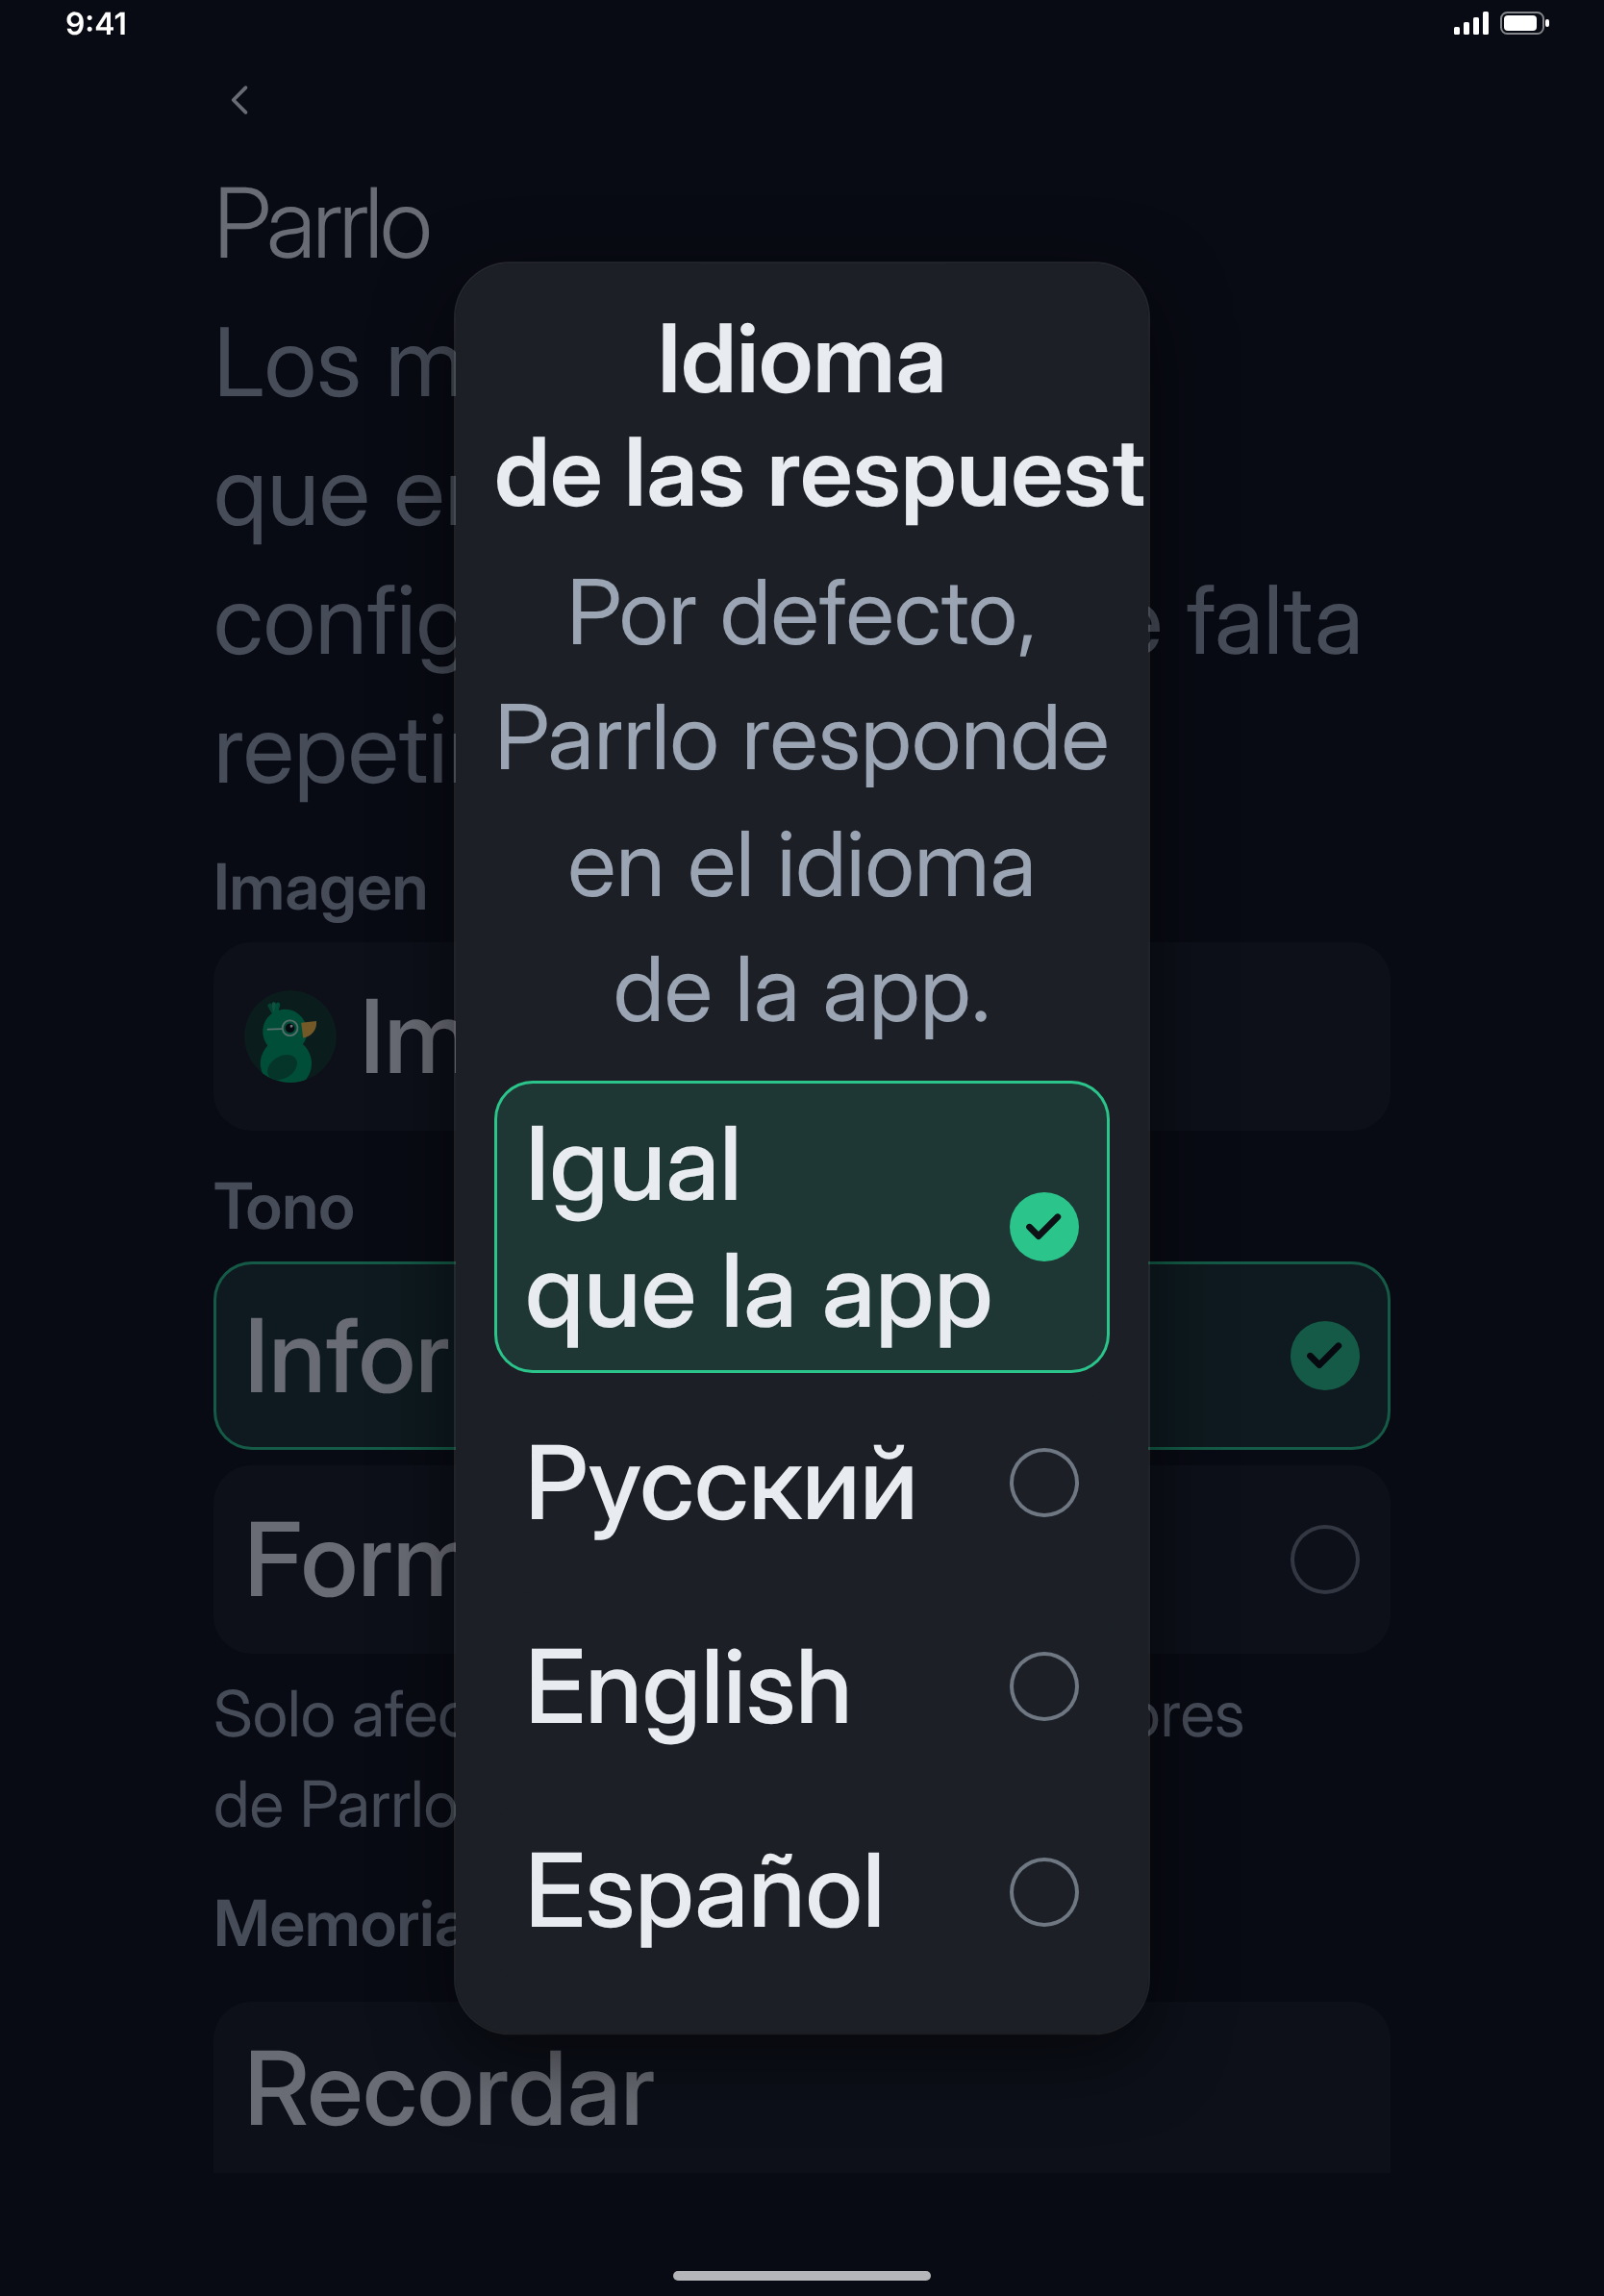 9:41
Parrlo
Los m
que e
config
e falta
repeti
Imagen
Im
Tono
Infor
Form
Solo afec
ores
de Parrlo
Memoria
Recordar
Idioma
de las respuest
Por defecto,
Parrlo responde
en el idioma
de la app.
Igual
que la app
Русский
English
Español